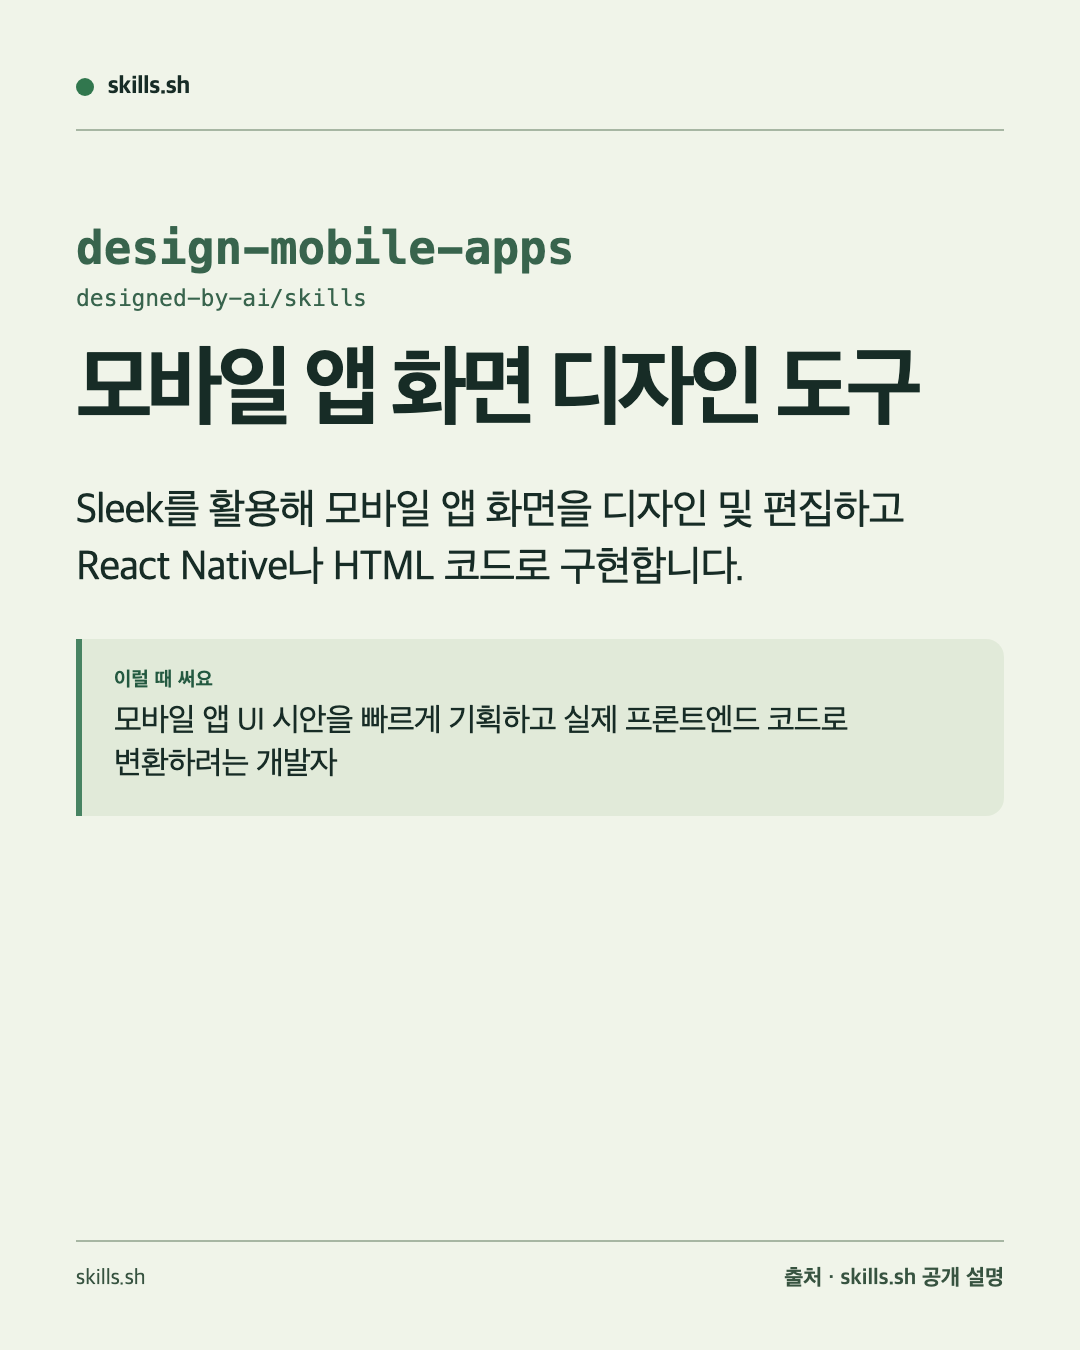 skills.sh
design-mobile-apps
designed-by-ai/skills
모바일 앱 화면 디자인 도구
Sleek를 활용해 모바일 앱 화면을 디자인 및 편집하고
React Native나 HTML 코드로 구현합니다.
이럴 때 써요
모바일 앱 UI 시안을 빠르게 기획하고 실제 프론트엔드 코드로
변환하려는 개발자
skills.sh
출처 · skills.sh 공개 설명